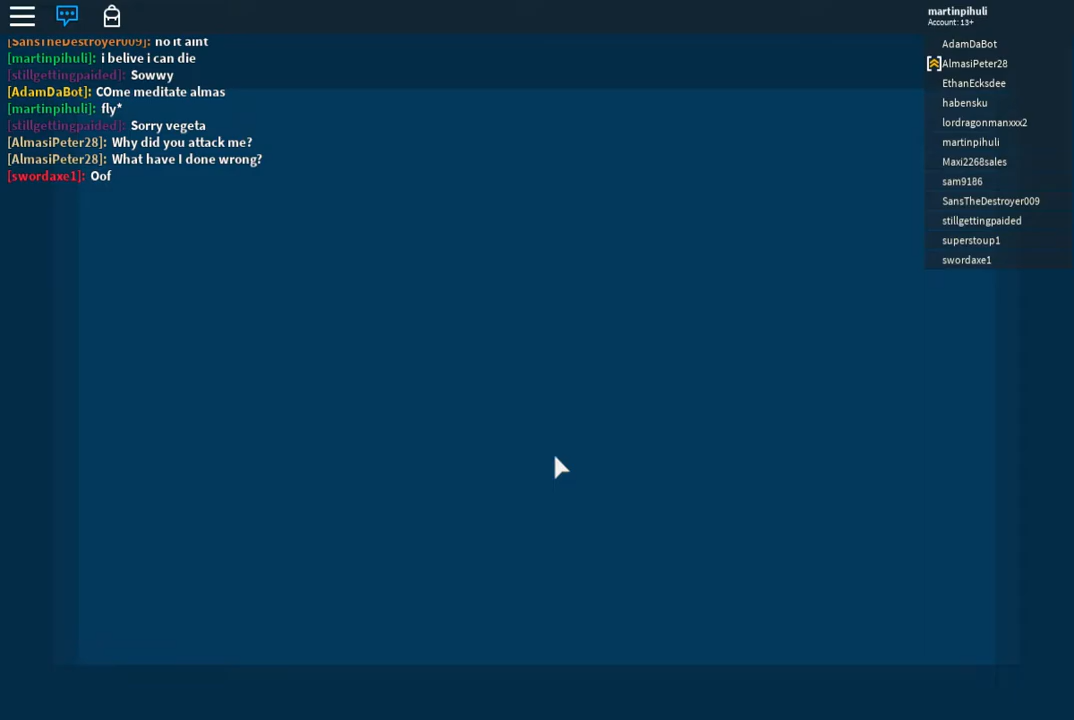 martinpihuli
Account: 13+
[SansTheDestroyer009]: no it aint
[martinpihuli]: i belive i can die
[stillgettingpaided]: Sowwy
[AdamDaBot]: COme meditate almas
[martinpihuli]: fly*
[stillgettingpaided]: Sorry vegeta
[AlmasiPeter28]: Why did you attack me?
[AlmasiPeter28]: What have I done wrong?
[swordaxe1]: Oof
AdamDaBot
AlmasiPeter28
EthanEcksdee
habensku
lordragonmanxxx2
martinpihuli
Maxi2268sales
sam9186
SansTheDestroyer009
stillgettingpaided
superstoup1
swordaxe1